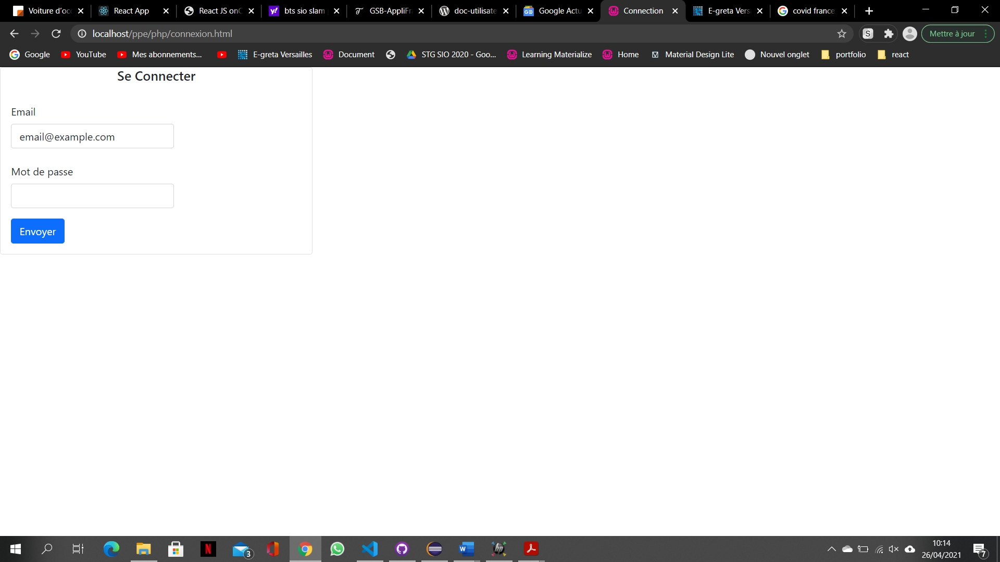 Voiture d'occ
React App
React JS onC
bts sio slam
GSB-AppliFra
doc-utilisate
Google Actu
Connection
E-greta Vers
covid france
localhost/ppe/php/connexion.html
Mettre à jour
Google
YouTube
Mes abonnements...
E-greta Versailles
Document
STG SIO 2020 - Goo...
Learning Materialize
Home
Material Design Lite
Nouvel onglet
portfolio
react
Se Connecter
Email
email@example.com
Mot de passe
Envoyer
3
10:14
26/04/2021
7